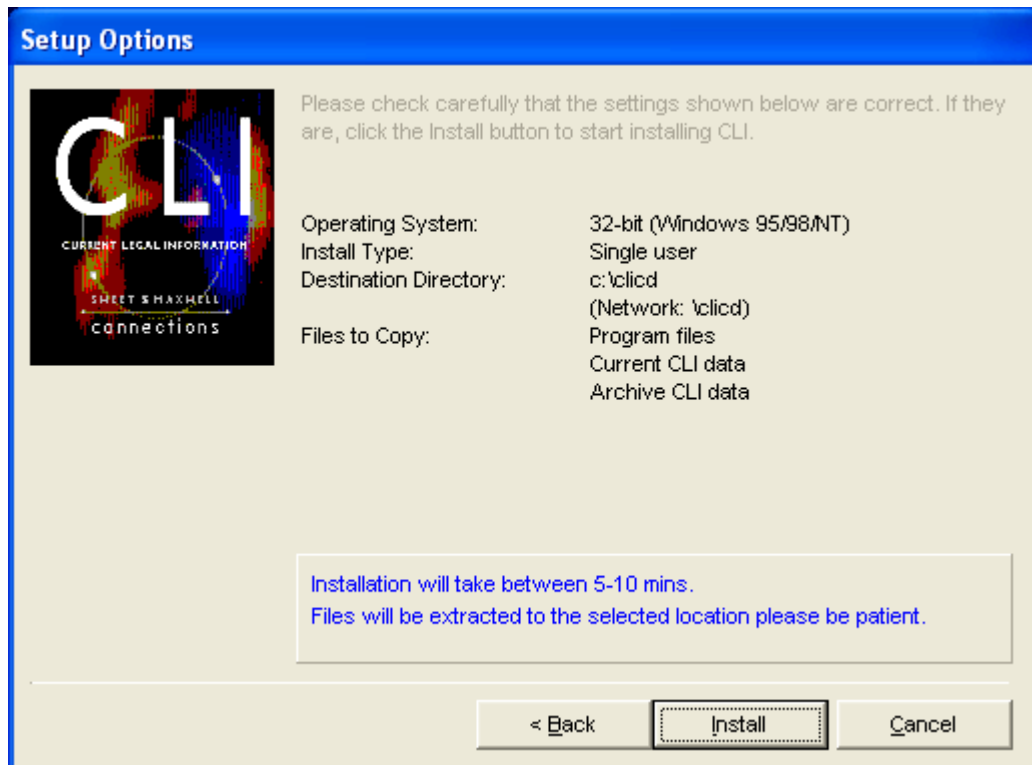 Setup Options
CLI
CURRENT LEGAL INFORMATION
SWEET & MAXWELL
connections
Please check carefully that the settings shown below are correct. If they
are, click the Install button to start installing CLI.
Operating System: 32-bit (Windows 95/98/NT)
Install Type: Single user
Destination Directory: c:\clicd
(Network: \clicd)
Files to Copy: Program files
Current CLI data
Archive CLI data
Installation will take between 5-10 mins.
Files will be extracted to the selected location please be patient.
< Back Install Cancel